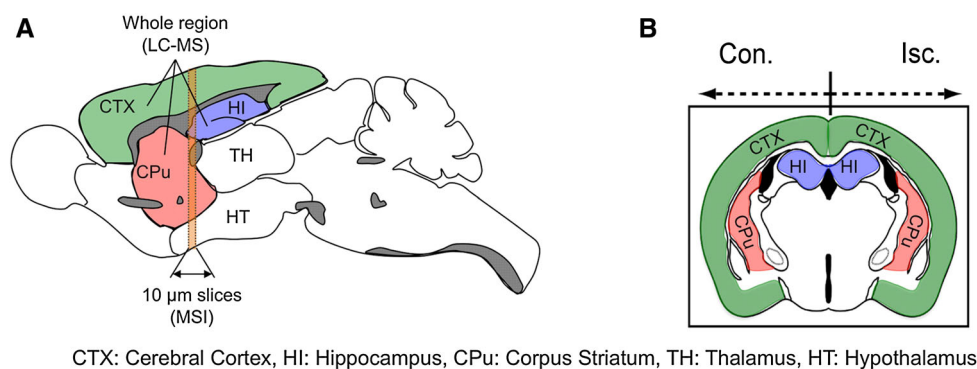 A
Whole region
(LC-MS)
CTX
HI
CPu
TH
HT
10 µm slices
(MSI)
B
Con.
Isc.
CTX
CTX
HI
HI
CPu
CPu
CTX: Cerebral Cortex, HI: Hippocampus, CPu: Corpus Striatum, TH: Thalamus, HT: Hypothalamus